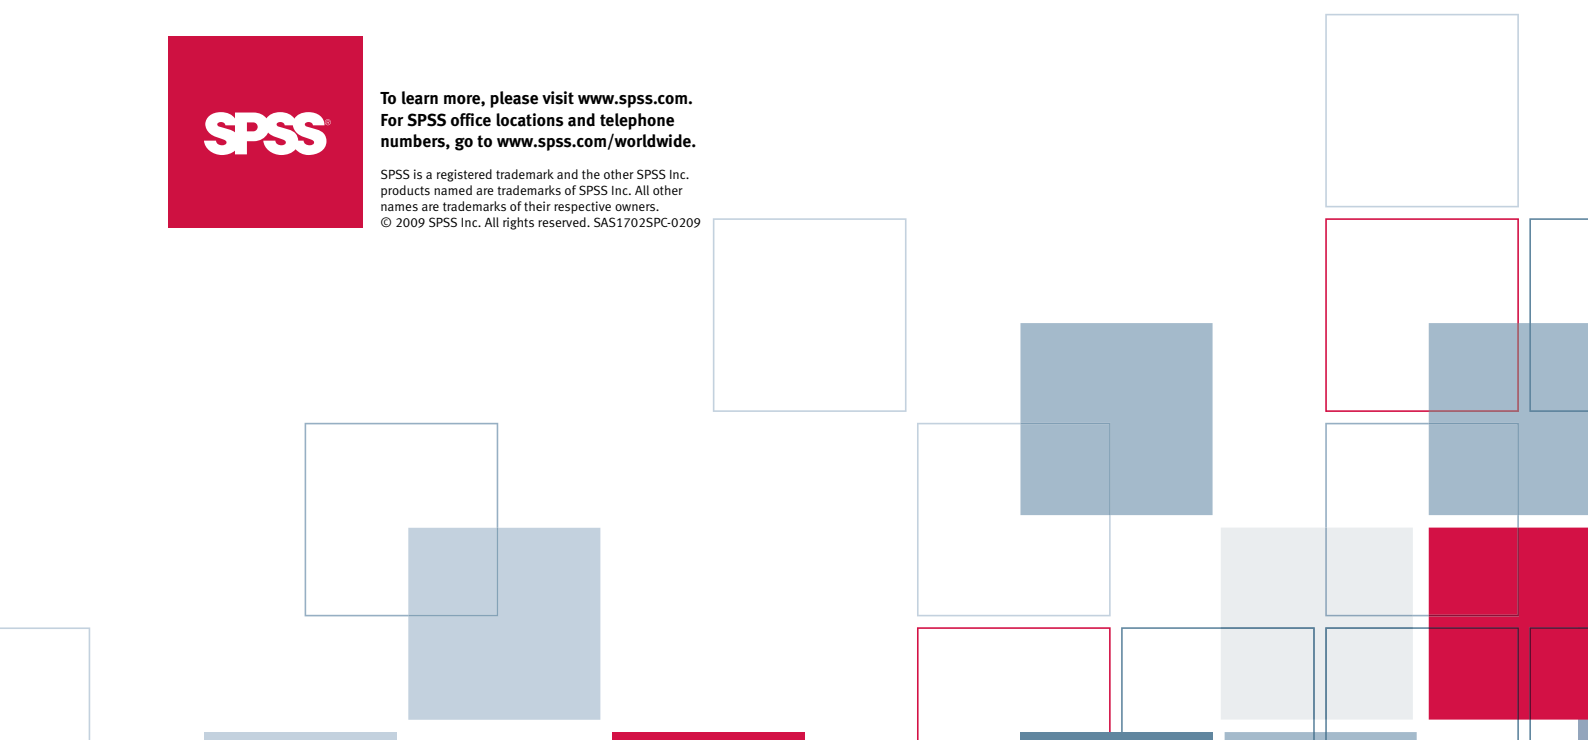 SPSS®
To learn more, please visit www.spss.com.
For SPSS office locations and telephone
numbers, go to www.spss.com/worldwide.
SPSS is a registered trademark and the other SPSS Inc.
products named are trademarks of SPSS Inc. All other
names are trademarks of their respective owners.
© 2009 SPSS Inc. All rights reserved. SAS1702SPC-0209